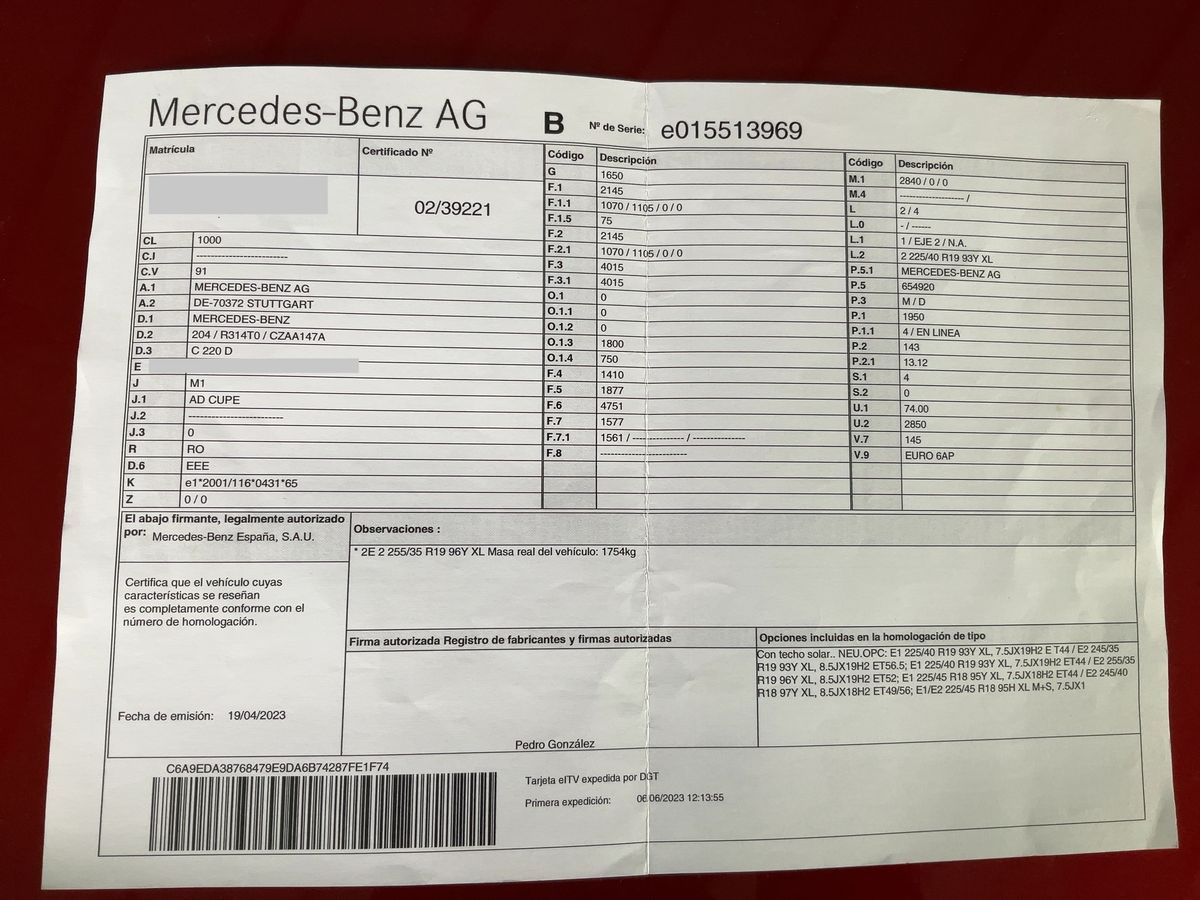 Mercedes-Benz AG
B Nº de Serie: e015513969
Matrícula
Certificado Nº
02/39221
CL 1000
C.I -------------------------
C.V 91
A.1 MERCEDES-BENZ AG
A.2 DE-70372 STUTTGART
D.1 MERCEDES-BENZ
D.2 204 / R314T0 / CZAA147A
D.3 C 220 D
E
J M1
J.1 AD CUPE
J.2 -------------------------
J.3 0
R RO
D.6 EEE
K e1*2001/116*0431*65
Z 0 / 0
Código Descripción
G 1650
F.1 2145
F.1.1 1070 / 1105 / 0 / 0
F.1.5 75
F.2 2145
F.2.1 1070 / 1105 / 0 / 0
F.3 4015
F.3.1 4015
O.1 0
O.1.1 0
O.1.2 0
O.1.3 1800
O.1.4 750
F.4 1410
F.5 1877
F.6 4751
F.7 1577
F.7.1 1561 / -------------- / --------------
F.8 -----------------------
Código Descripción
M.1 2840 / 0 / 0
M.4 ------------------- /
L 2 / 4
L.0 - / ------
L.1 1 / EJE 2 / N.A.
L.2 2 225/40 R19 93Y XL
P.5.1 MERCEDES-BENZ AG
P.5 654920
P.3 M / D
P.1 1950
P.1.1 4 / EN LINEA
P.2 143
P.2.1 13.12
S.1 4
S.2 0
U.1 74.00
U.2 2850
V.7 145
V.9 EURO 6AP
El abajo firmante, legalmente autorizado
por: Mercedes-Benz España, S.A.U.
Certifica que el vehículo cuyas
características se reseñan
es completamente conforme con el
número de homologación.
Fecha de emisión: 19/04/2023
Observaciones :
* 2E 2 255/35 R19 96Y XL Masa real del vehículo: 1754kg
Firma autorizada Registro de fabricantes y firmas autorizadas
Pedro González
Opciones incluidas en la homologación de tipo
Con techo solar.. NEU.OPC: E1 225/40 R19 93Y XL, 7.5JX19H2 E T44 / E2 245/35
R19 93Y XL, 8.5JX19H2 ET56.5; E1 225/40 R19 93Y XL, 7.5JX19H2 ET44 / E2 255/35
R19 96Y XL, 8.5JX19H2 ET52; E1 225/45 R18 95Y XL, 7.5JX18H2 ET44 / E2 245/40
R18 97Y XL, 8.5JX18H2 ET49/56; E1/E2 225/45 R18 95H XL M+S, 7.5JX1
C6A9EDA38768479E9DA6B74287FE1F74
Tarjeta eITV expedida por DGT
Primera expedición: 06/06/2023 12:13:55